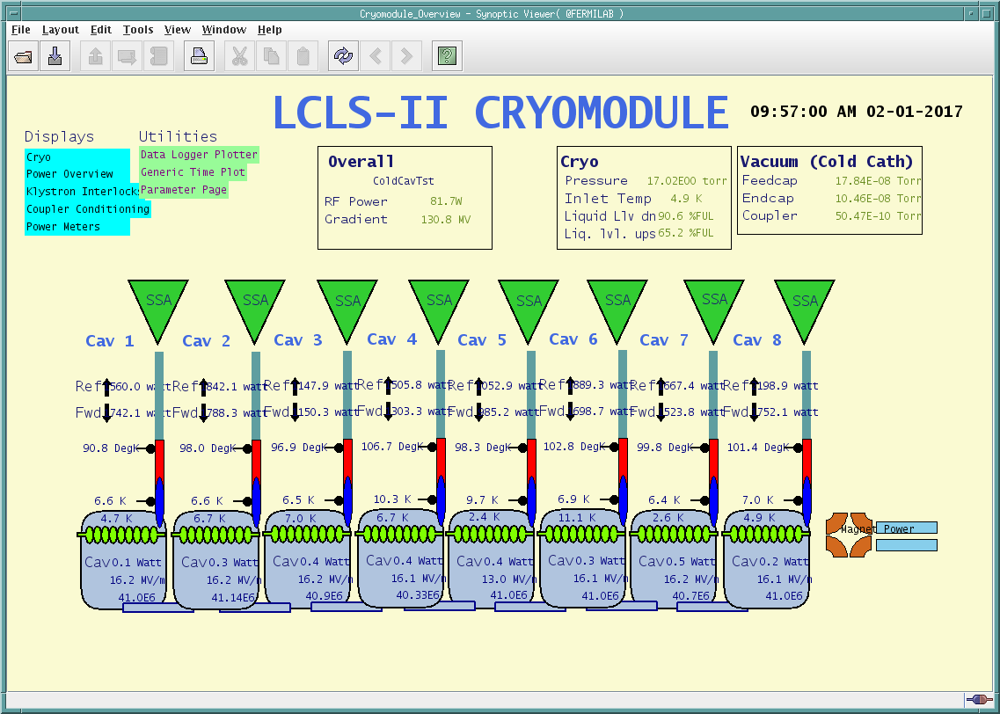 Cryomodule_Overview - Synoptic Viewer( @FERMILAB )
File Layout Edit Tools View Window Help
LCLS-II CRYOMODULE
09:57:00 AM 02-01-2017
Displays
Cryo
Power Overview
Klystron Interlocks
Coupler Conditioning
Power Meters
Utilities
Data Logger Plotter
Generic Time Plot
Parameter Page
Overall
ColdCavTst
RF Power 81.7W
Gradient 130.8 MV
Cryo
Pressure 17.02E00 torr
Inlet Temp 4.9 K
Liquid Llv dn 90.6 %FUL
Liq. lvl. ups 65.2 %FUL
Vacuum (Cold Cath)
Feedcap 17.84E-08 Torr
Endcap 10.46E-08 Torr
Coupler 50.47E-10 Torr
SSA SSA SSA SSA SSA SSA SSA SSA
Cav 1 Cav 2 Cav 3 Cav 4 Cav 5 Cav 6 Cav 7 Cav 8
Ref 560.0 watt Ref 842.1 watt Ref 147.9 watt Ref 505.8 watt Ref 052.9 watt Ref 889.3 watt Ref 667.4 watt Ref 198.9 watt
Fwd 742.1 watt Fwd 788.3 watt Fwd 150.3 watt Fwd 303.3 watt Fwd 985.2 watt Fwd 698.7 watt Fwd 523.8 watt Fwd 752.1 watt
90.8 DegK 98.0 DegK 96.9 DegK 106.7 DegK 98.3 DegK 102.8 DegK 99.8 DegK 101.4 DegK
6.6 K 6.6 K 6.5 K 10.3 K 9.7 K 6.9 K 6.4 K 7.0 K
4.7 K 6.7 K 7.0 K 6.7 K 2.4 K 11.1 K 2.6 K 4.9 K
Magnet Power
Cav 0.1 Watt Cav 0.3 Watt Cav 0.4 Watt Cav 0.4 Watt Cav 0.4 Watt Cav 0.3 Watt Cav 0.5 Watt Cav 0.2 Watt
16.2 MV/m 16.2 MV/m 16.2 MV/m 16.1 MV/m 13.0 MV/m 16.1 MV/m 16.2 MV/m 16.1 MV/m
41.0E6 41.14E6 40.9E6 40.33E6 41.0E6 41.0E6 40.7E6 41.0E6